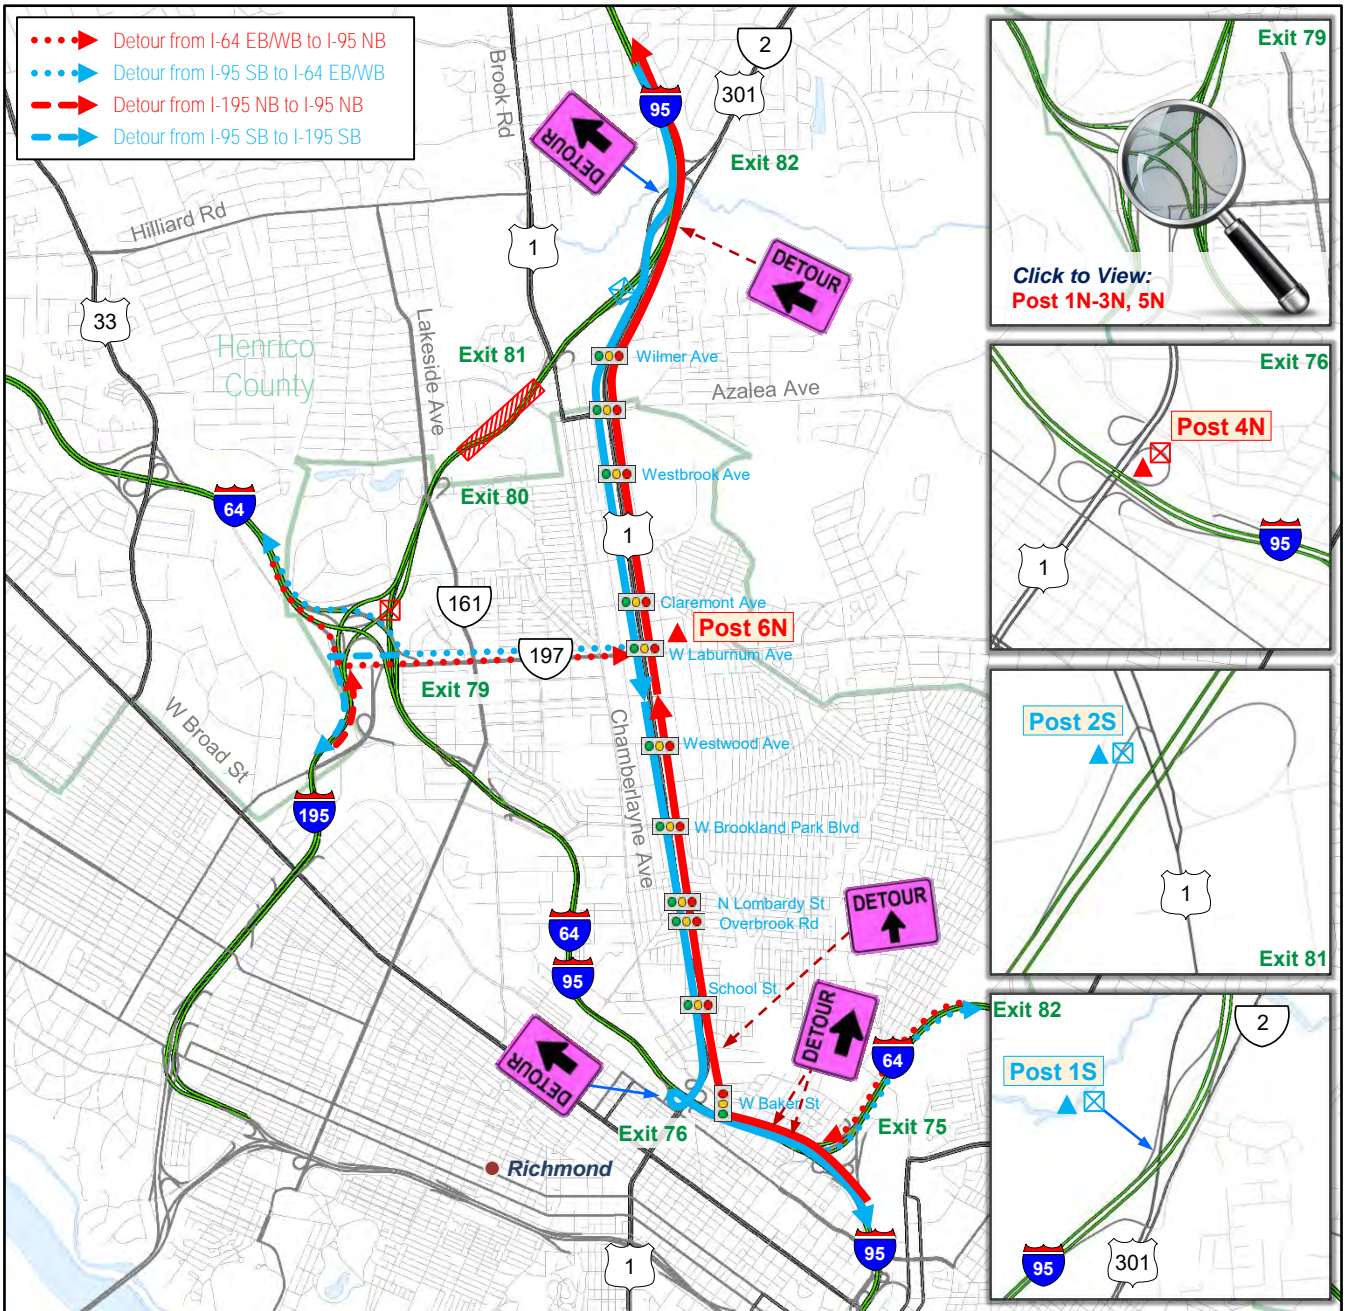 Detour from I-64 EB/WB to I-95 NB
Detour from I-95 SB to I-64 EB/WB
Detour from I-195 NB to I-95 NB
Detour from I-95 SB to I-195 SB
Brook Rd
2
301
95
DETOUR
Exit 82
Hilliard Rd
1
DETOUR
33
Henrico
County
Lakeside Ave
Exit 81
Wilmer Ave
Azalea Ave
Westbrook Ave
Exit 80
64
1
161
Claremont Ave
Post 6N
197
W Laburnum Ave
Exit 79
W Broad St
Chamberlayne Ave
Westwood Ave
195
W Brookland Park Blvd
N Lombardy St
Overbrook Rd
DETOUR
64
95
School St
DETOUR
DETOUR
64
W Baker St
Exit 76
Exit 75
Richmond
1
95
Exit 79
Click to View:
Post 1N-3N, 5N
Exit 76
Post 4N
95
1
Post 2S
1
Exit 81
Exit 82
2
Post 1S
95
301